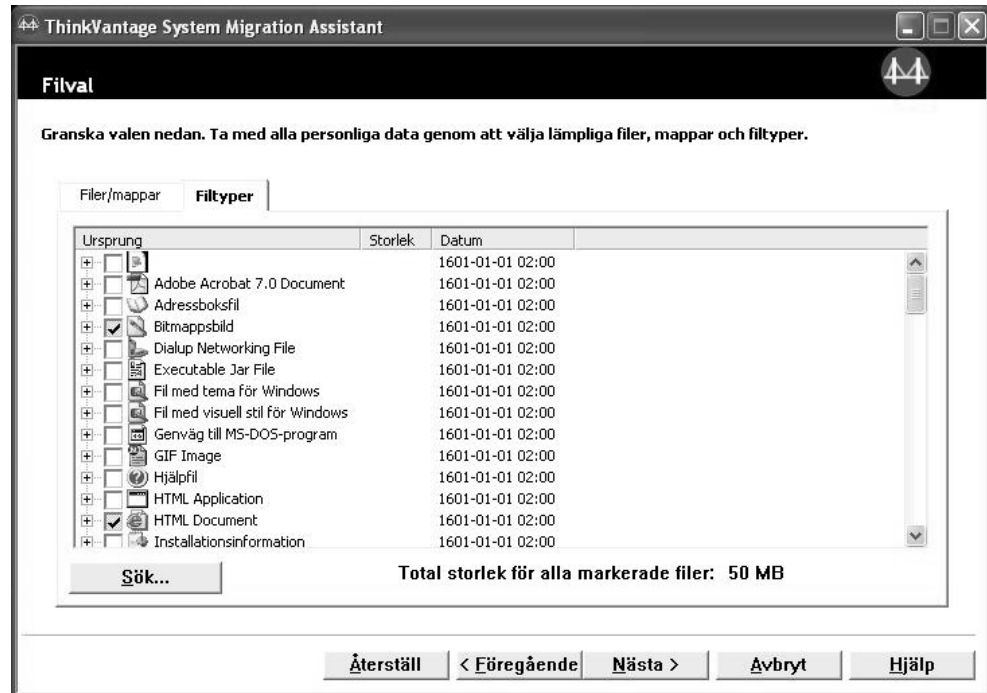 ThinkVantage System Migration Assistant
Filval
Granska valen nedan. Ta med alla personliga data genom att välja lämpliga filer, mappar och filtyper.
Filer/mappar Filtyper
Ursprung Storlek Datum
1601-01-01 02:00
Adobe Acrobat 7.0 Document 1601-01-01 02:00
Adressboksfil 1601-01-01 02:00
Bitmappsbild 1601-01-01 02:00
Dialup Networking File 1601-01-01 02:00
Executable Jar File 1601-01-01 02:00
Fil med tema för Windows 1601-01-01 02:00
Fil med visuell stil för Windows 1601-01-01 02:00
Genväg till MS-DOS-program 1601-01-01 02:00
GIF Image 1601-01-01 02:00
Hjälpfil 1601-01-01 02:00
HTML Application 1601-01-01 02:00
HTML Document 1601-01-01 02:00
Installationsinformation 1601-01-01 02:00
Sök... Total storlek för alla markerade filer: 50 MB
Återställ < Föregående Nästa > Avbryt Hjälp